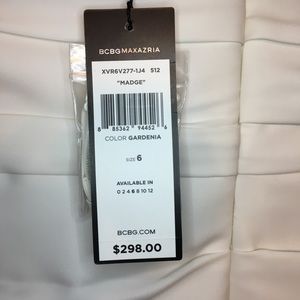 BCBGMAXAZRIA
XVR6V277-1J4 S12
"MADGE"
8 85362 94452 6
COLOR GARDENIA
SIZE 6
AVAILABLE IN
0 2 4 6 8 10 12
BCBG.COM
$298.00